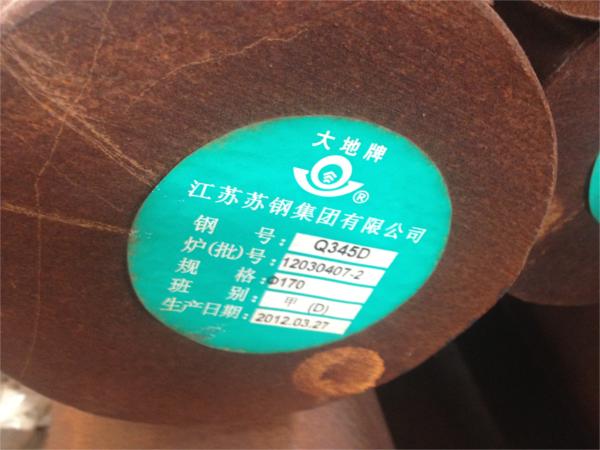 大地牌
®
江苏苏钢集团有限公司
钢 号: Q345D
炉(批)号: 12030407-2
规 格: Φ170
班 别: 甲 (D)
生产日期: 2012.03.27